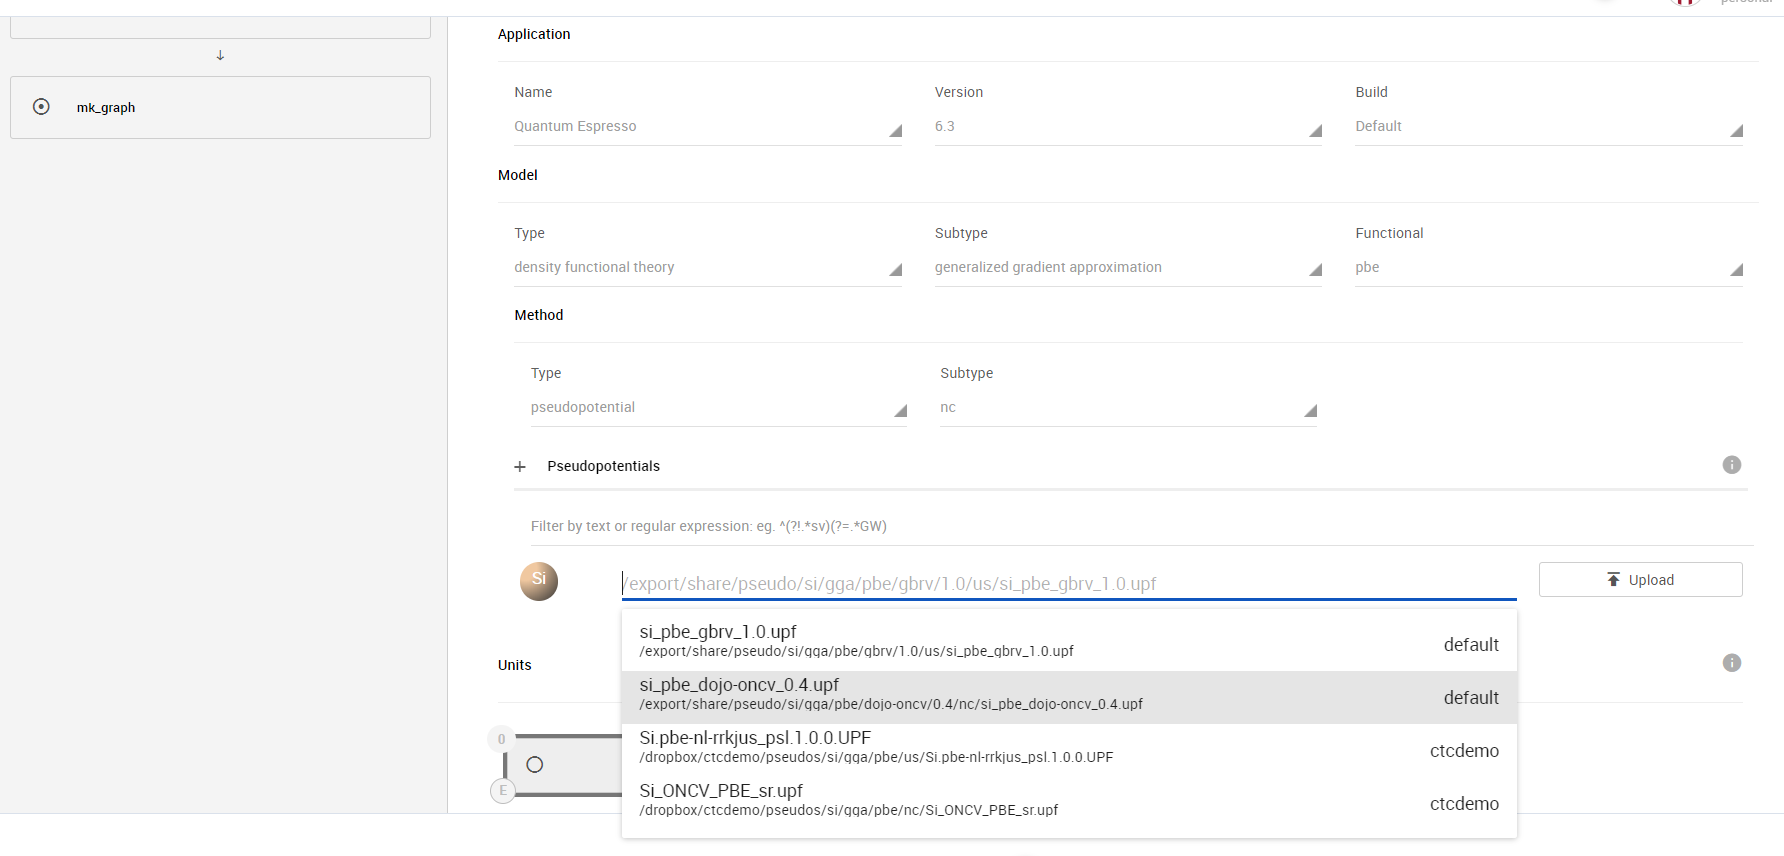 personal
Application
mk_graph
Name
Version
Build
Quantum Espresso
6.3
Default
Model
Type
Subtype
Functional
density functional theory
generalized gradient approximation
pbe
Method
Type
Subtype
pseudopotential
nc
+ Pseudopotentials
i
Filter by text or regular expression: eg. ^(?!.*sv)(?=.*GW)
Si
/export/share/pseudo/si/gga/pbe/gbrv/1.0/us/si_pbe_gbrv_1.0.upf
Upload
si_pbe_gbrv_1.0.upf
/export/share/pseudo/si/gga/pbe/gbrv/1.0/us/si_pbe_gbrv_1.0.upf
default
Units
i
si_pbe_dojo-oncv_0.4.upf
/export/share/pseudo/si/gga/pbe/dojo-oncv/0.4/nc/si_pbe_dojo-oncv_0.4.upf
default
0
Si.pbe-nl-rrkjus_psl.1.0.0.UPF
/dropbox/ctcdemo/pseudos/si/gga/pbe/us/Si.pbe-nl-rrkjus_psl.1.0.0.UPF
ctcdemo
E
Si_ONCV_PBE_sr.upf
/dropbox/ctcdemo/pseudos/si/gga/pbe/nc/Si_ONCV_PBE_sr.upf
ctcdemo